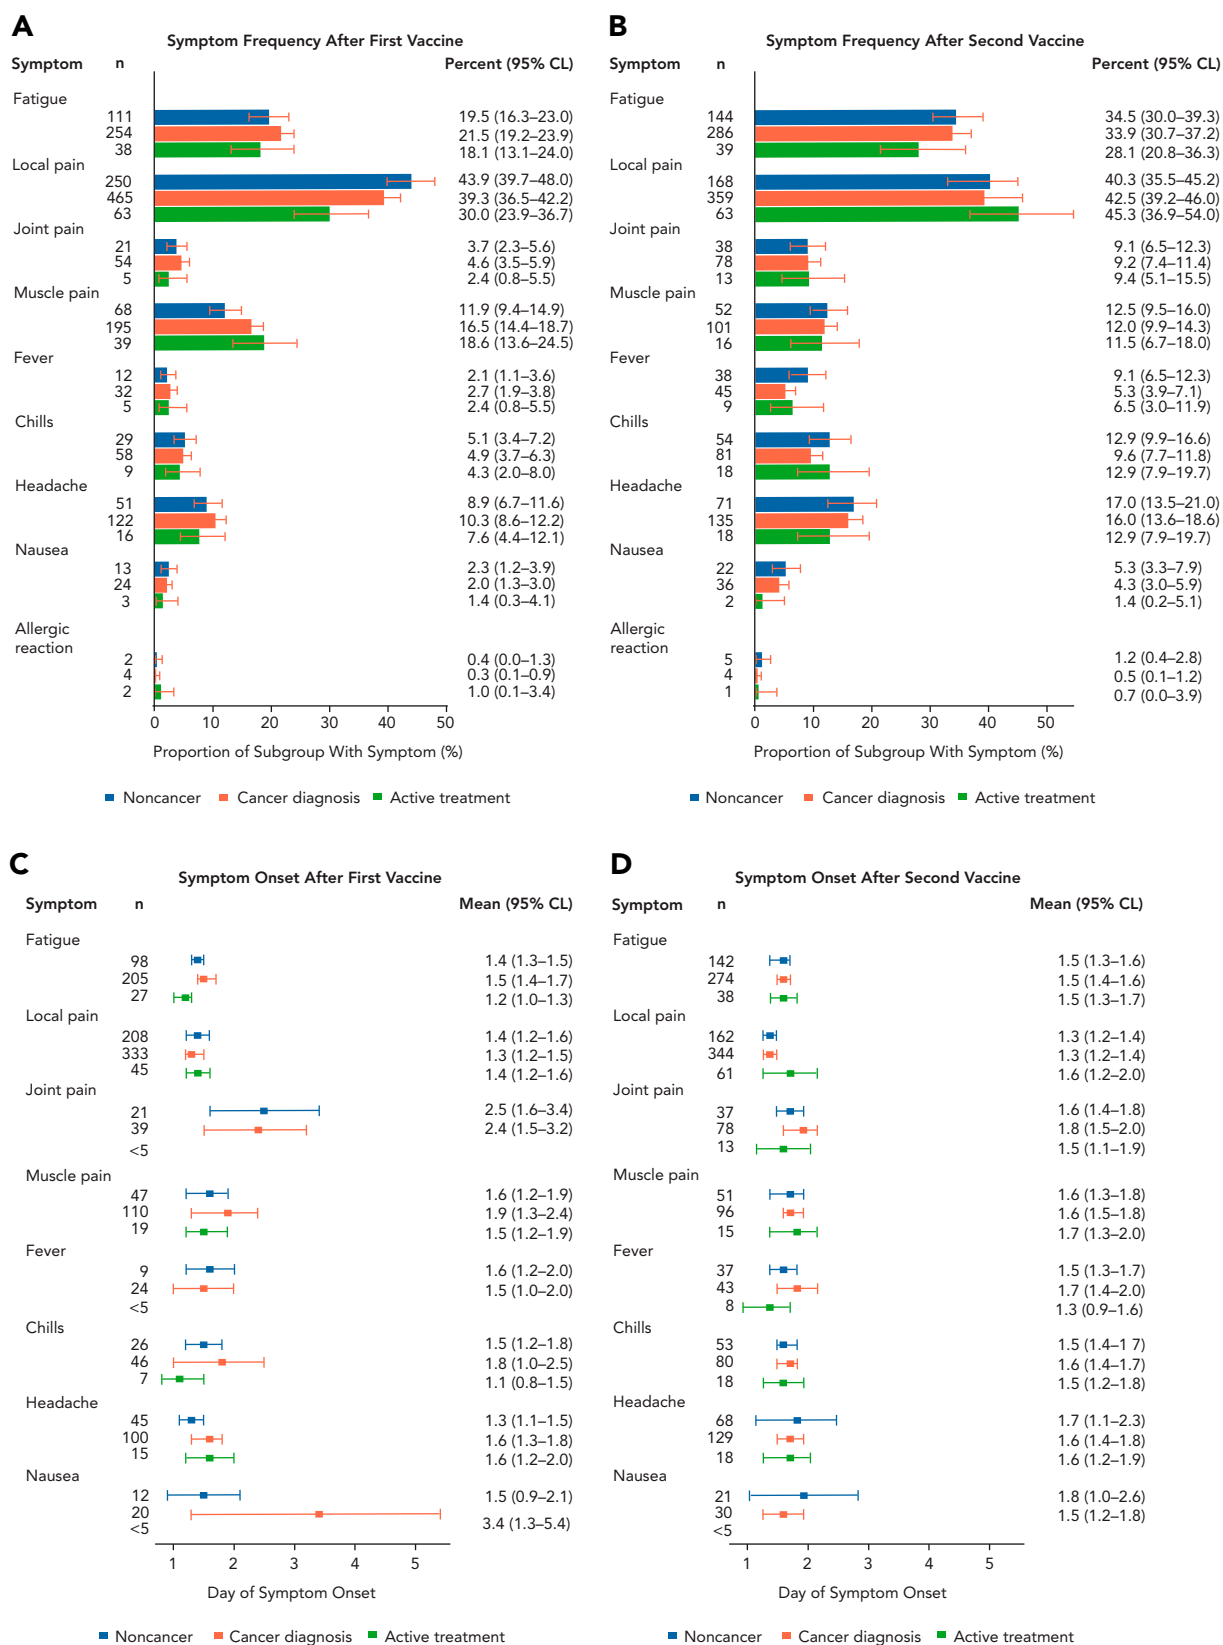 A
Symptom Frequency After First Vaccine
Symptom n Percent (95% CL)
Fatigue
111 19.5 (16.3–23.0)
254 21.5 (19.2–23.9)
38 18.1 (13.1–24.0)
Local pain
250 43.9 (39.7–48.0)
465 39.3 (36.5–42.2)
63 30.0 (23.9–36.7)
Joint pain
21 3.7 (2.3–5.6)
54 4.6 (3.5–5.9)
5 2.4 (0.8–5.5)
Muscle pain
68 11.9 (9.4–14.9)
195 16.5 (14.4–18.7)
39 18.6 (13.6–24.5)
Fever
12 2.1 (1.1–3.6)
32 2.7 (1.9–3.8)
5 2.4 (0.8–5.5)
Chills
29 5.1 (3.4–7.2)
58 4.9 (3.7–6.3)
9 4.3 (2.0–8.0)
Headache
51 8.9 (6.7–11.6)
122 10.3 (8.6–12.2)
16 7.6 (4.4–12.1)
Nausea
13 2.3 (1.2–3.9)
24 2.0 (1.3–3.0)
3 1.4 (0.3–4.1)
Allergic
reaction
2 0.4 (0.0–1.3)
4 0.3 (0.1–0.9)
2 1.0 (0.1–3.4)
0 10 20 30 40 50
Proportion of Subgroup With Symptom (%)
Noncancer Cancer diagnosis Active treatment
B
Symptom Frequency After Second Vaccine
Symptom n Percent (95% CL)
Fatigue
144 34.5 (30.0–39.3)
286 33.9 (30.7–37.2)
39 28.1 (20.8–36.3)
Local pain
168 40.3 (35.5–45.2)
359 42.5 (39.2–46.0)
63 45.3 (36.9–54.0)
Joint pain
38 9.1 (6.5–12.3)
78 9.2 (7.4–11.4)
13 9.4 (5.1–15.5)
Muscle pain
52 12.5 (9.5–16.0)
101 12.0 (9.9–14.3)
16 11.5 (6.7–18.0)
Fever
38 9.1 (6.5–12.3)
45 5.3 (3.9–7.1)
9 6.5 (3.0–11.9)
Chills
54 12.9 (9.9–16.6)
81 9.6 (7.7–11.8)
18 12.9 (7.9–19.7)
Headache
71 17.0 (13.5–21.0)
135 16.0 (13.6–18.6)
18 12.9 (7.9–19.7)
Nausea
22 5.3 (3.3–7.9)
36 4.3 (3.0–5.9)
2 1.4 (0.2–5.1)
Allergic
reaction
5 1.2 (0.4–2.8)
4 0.5 (0.1–1.2)
1 0.7 (0.0–3.9)
0 10 20 30 40 50
Proportion of Subgroup With Symptom (%)
Noncancer Cancer diagnosis Active treatment
C
Symptom Onset After First Vaccine
Symptom n Mean (95% CL)
Fatigue
98 1.4 (1.3–1.5)
205 1.5 (1.4–1.7)
27 1.2 (1.0–1.3)
Local pain
208 1.4 (1.2–1.6)
333 1.3 (1.2–1.5)
45 1.4 (1.2–1.6)
Joint pain
21 2.5 (1.6–3.4)
39 2.4 (1.5–3.2)
<5
Muscle pain
47 1.6 (1.2–1.9)
110 1.9 (1.3–2.4)
19 1.5 (1.2–1.9)
Fever
9 1.6 (1.2–2.0)
24 1.5 (1.0–2.0)
<5
Chills
26 1.5 (1.2–1.8)
46 1.8 (1.0–2.5)
7 1.1 (0.8–1.5)
Headache
45 1.3 (1.1–1.5)
100 1.6 (1.3–1.8)
15 1.6 (1.2–2.0)
Nausea
12 1.5 (0.9–2.1)
20 3.4 (1.3–5.4)
<5
1 2 3 4 5
Day of Symptom Onset
Noncancer Cancer diagnosis Active treatment
D
Symptom Onset After Second Vaccine
Symptom n Mean (95% CL)
Fatigue
142 1.5 (1.3–1.6)
274 1.5 (1.4–1.6)
38 1.5 (1.3–1.7)
Local pain
162 1.3 (1.2–1.4)
344 1.3 (1.2–1.4)
61 1.6 (1.2–2.0)
Joint pain
37 1.6 (1.4–1.8)
78 1.8 (1.5–2.0)
13 1.5 (1.1–1.9)
Muscle pain
51 1.6 (1.3–1.8)
96 1.6 (1.5–1.8)
15 1.7 (1.3–2.0)
Fever
37 1.5 (1.3–1.7)
43 1.7 (1.4–2.0)
8 1.3 (0.9–1.6)
Chills
53 1.5 (1.4–1 7)
80 1.6 (1.4–1.7)
18 1.5 (1.2–1.8)
Headache
68 1.7 (1.1–2.3)
129 1.6 (1.4–1.8)
18 1.6 (1.2–1.9)
Nausea
21 1.8 (1.0–2.6)
30 1.5 (1.2–1.8)
<5
1 2 3 4 5
Day of Symptom Onset
Noncancer Cancer diagnosis Active treatment